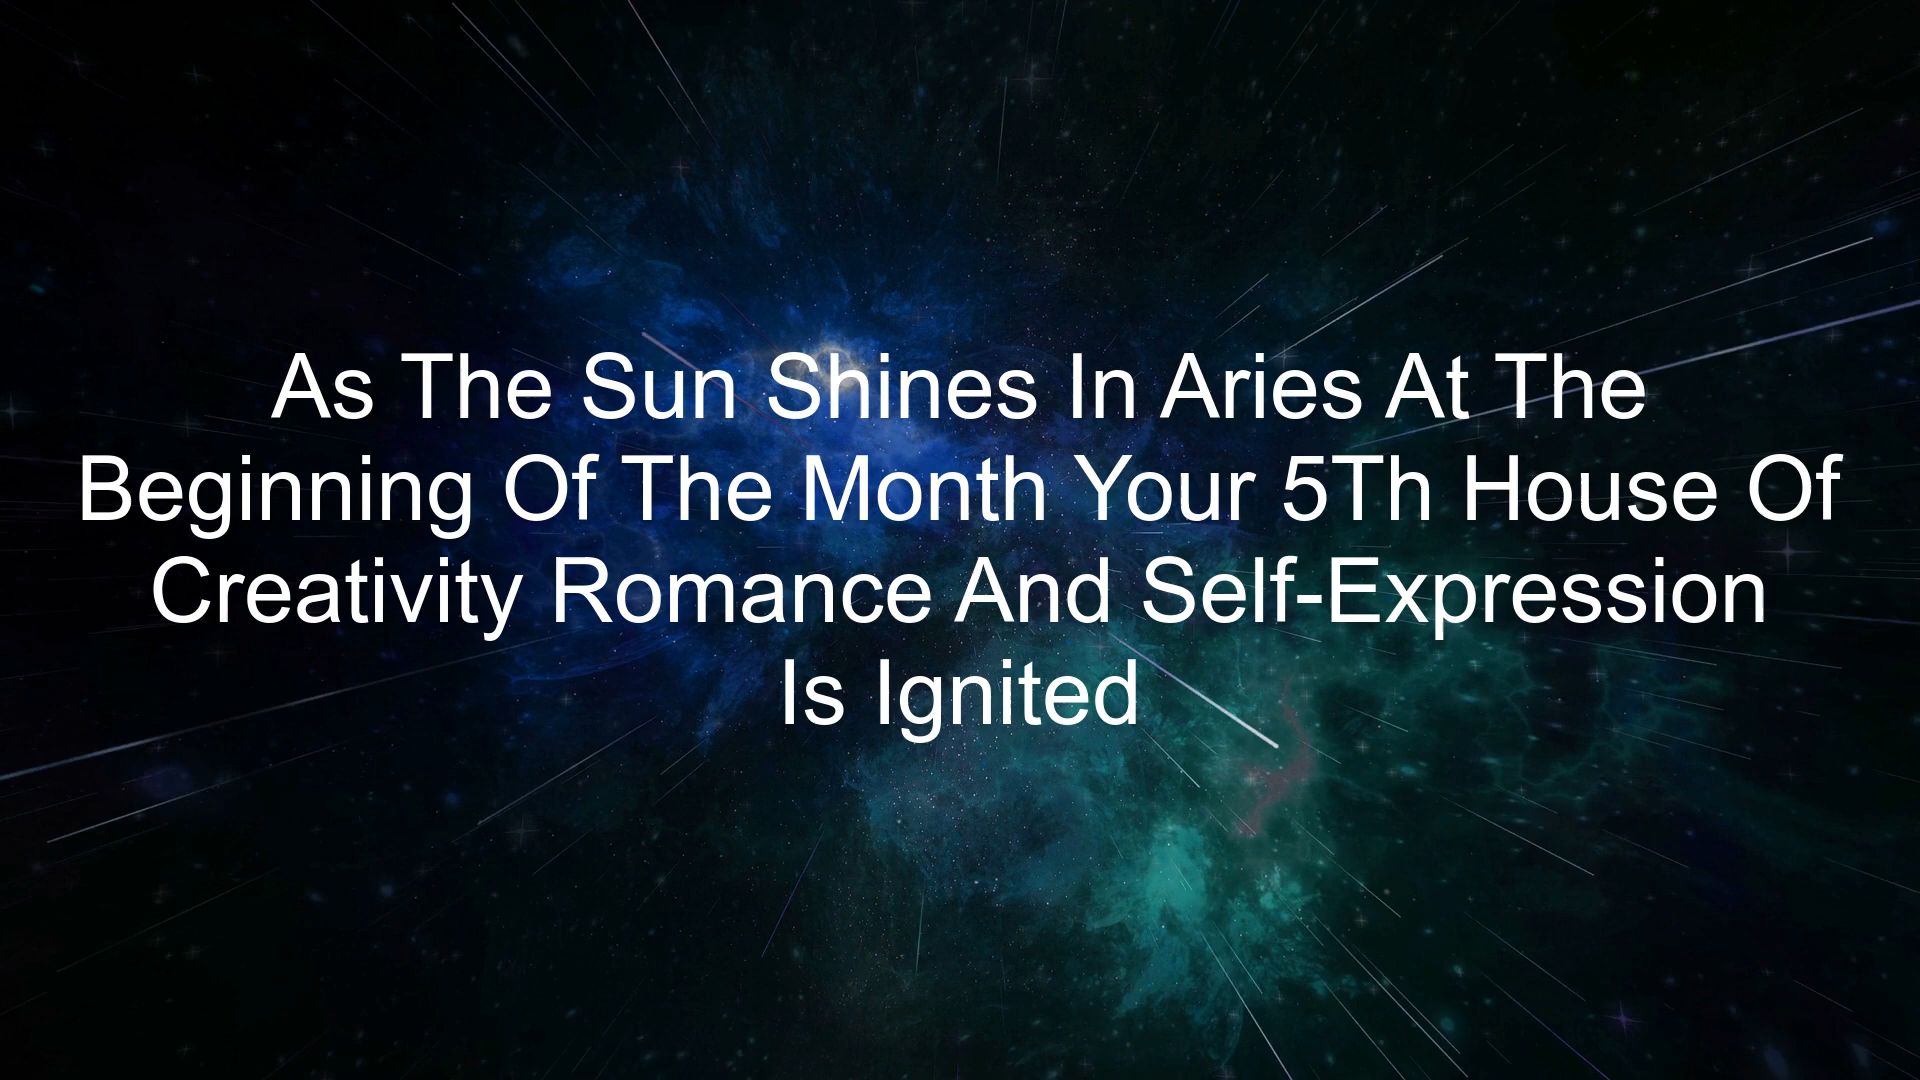 As The Sun Shines In Aries At The
Beginning Of The Month Your 5Th House Of
Creativity Romance And Self-Expression
Is Ignited